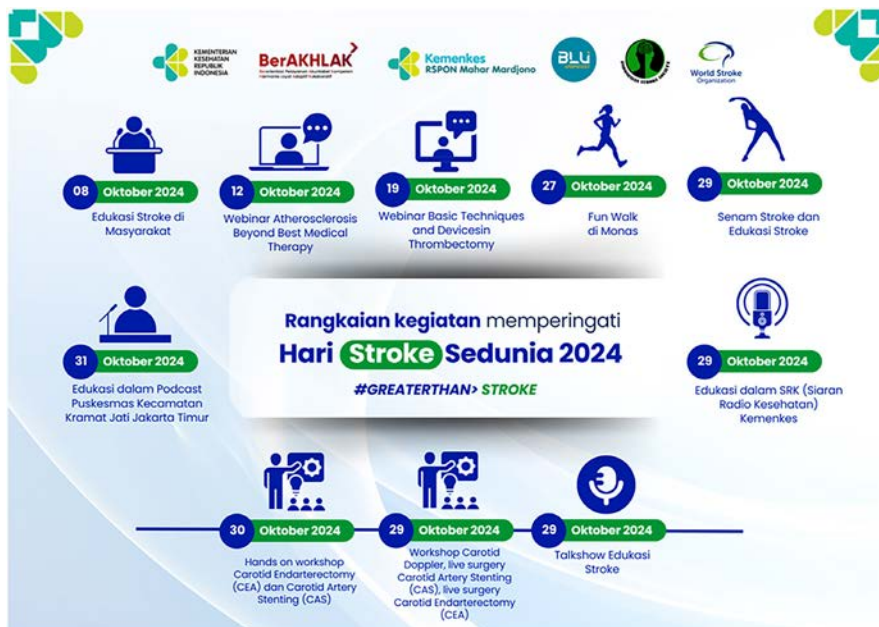 KEMENTERIAN
KESEHATAN
REPUBLIK
INDONESIA
BerAKHLAK
Kemenkes
RSPON Mahar Mardjono
BLU
World Stroke
Organization
08 Oktober 2024
Edukasi Stroke di
Masyarakat
12 Oktober 2024
Webinar Atherosclerosis
Beyond Best Medical
Therapy
19 Oktober 2024
Webinar Basic Techniques
and Devicesin
Thrombectomy
27 Oktober 2024
Fun Walk
di Monas
29 Oktober 2024
Senam Stroke dan
Edukasi Stroke
Rangkaian kegiatan memperingati
Hari Stroke Sedunia 2024
#GREATERTHAN> STROKE
31 Oktober 2024
Edukasi dalam Podcast
Puskesmas Kecamatan
Kramat Jati Jakarta Timur
29 Oktober 2024
Edukasi dalam SRK (Siaran
Radio Kesehatan)
Kemenkes
30 Oktober 2024
Hands on workshop
Carotid Endarterectomy
(CEA) dan Carotid Artery
Stenting (CAS)
29 Oktober 2024
Workshop Carotid
Doppler, live surgery
Carotid Artery Stenting
(CAS), live surgery
Carotid Endarterectomy
(CEA)
29 Oktober 2024
Talkshow Edukasi
Stroke